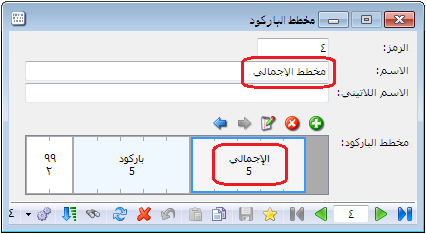 مخطط الباركود
الرمز:
٤
الاسم:
مخطط الإجمالي
الاسم اللاتيني:
مخطط الباركود:
الإجمالي
5
باركود
5
٩٩
٢
٤
٤